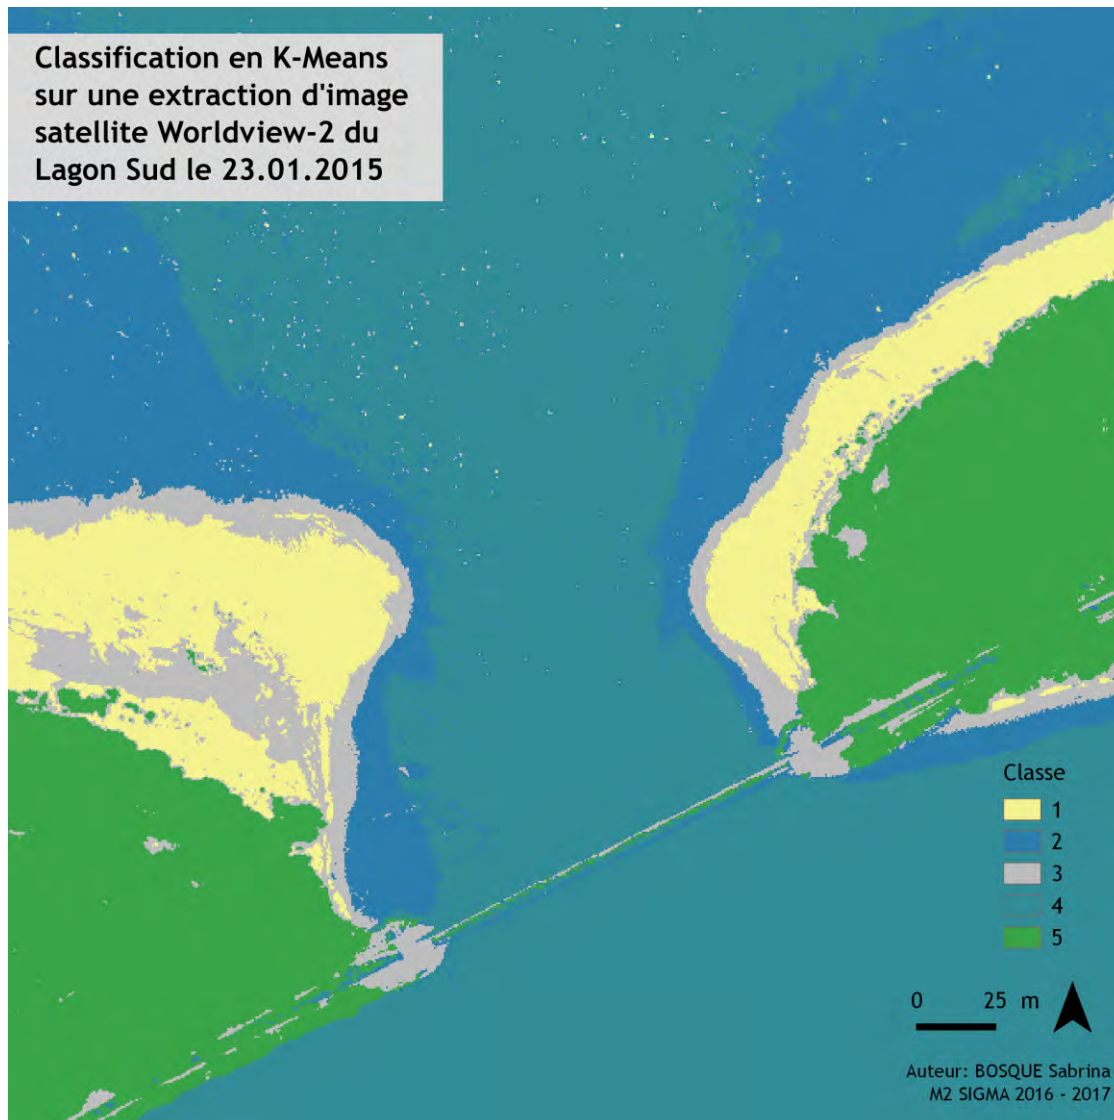 Classification en K-Means
sur une extraction d'image
satellite Worldview-2 du
Lagon Sud le 23.01.2015
Classe
1
2
3
4
5
0 25 m
Auteur: BOSQUE Sabrina
M2 SIGMA 2016 - 2017